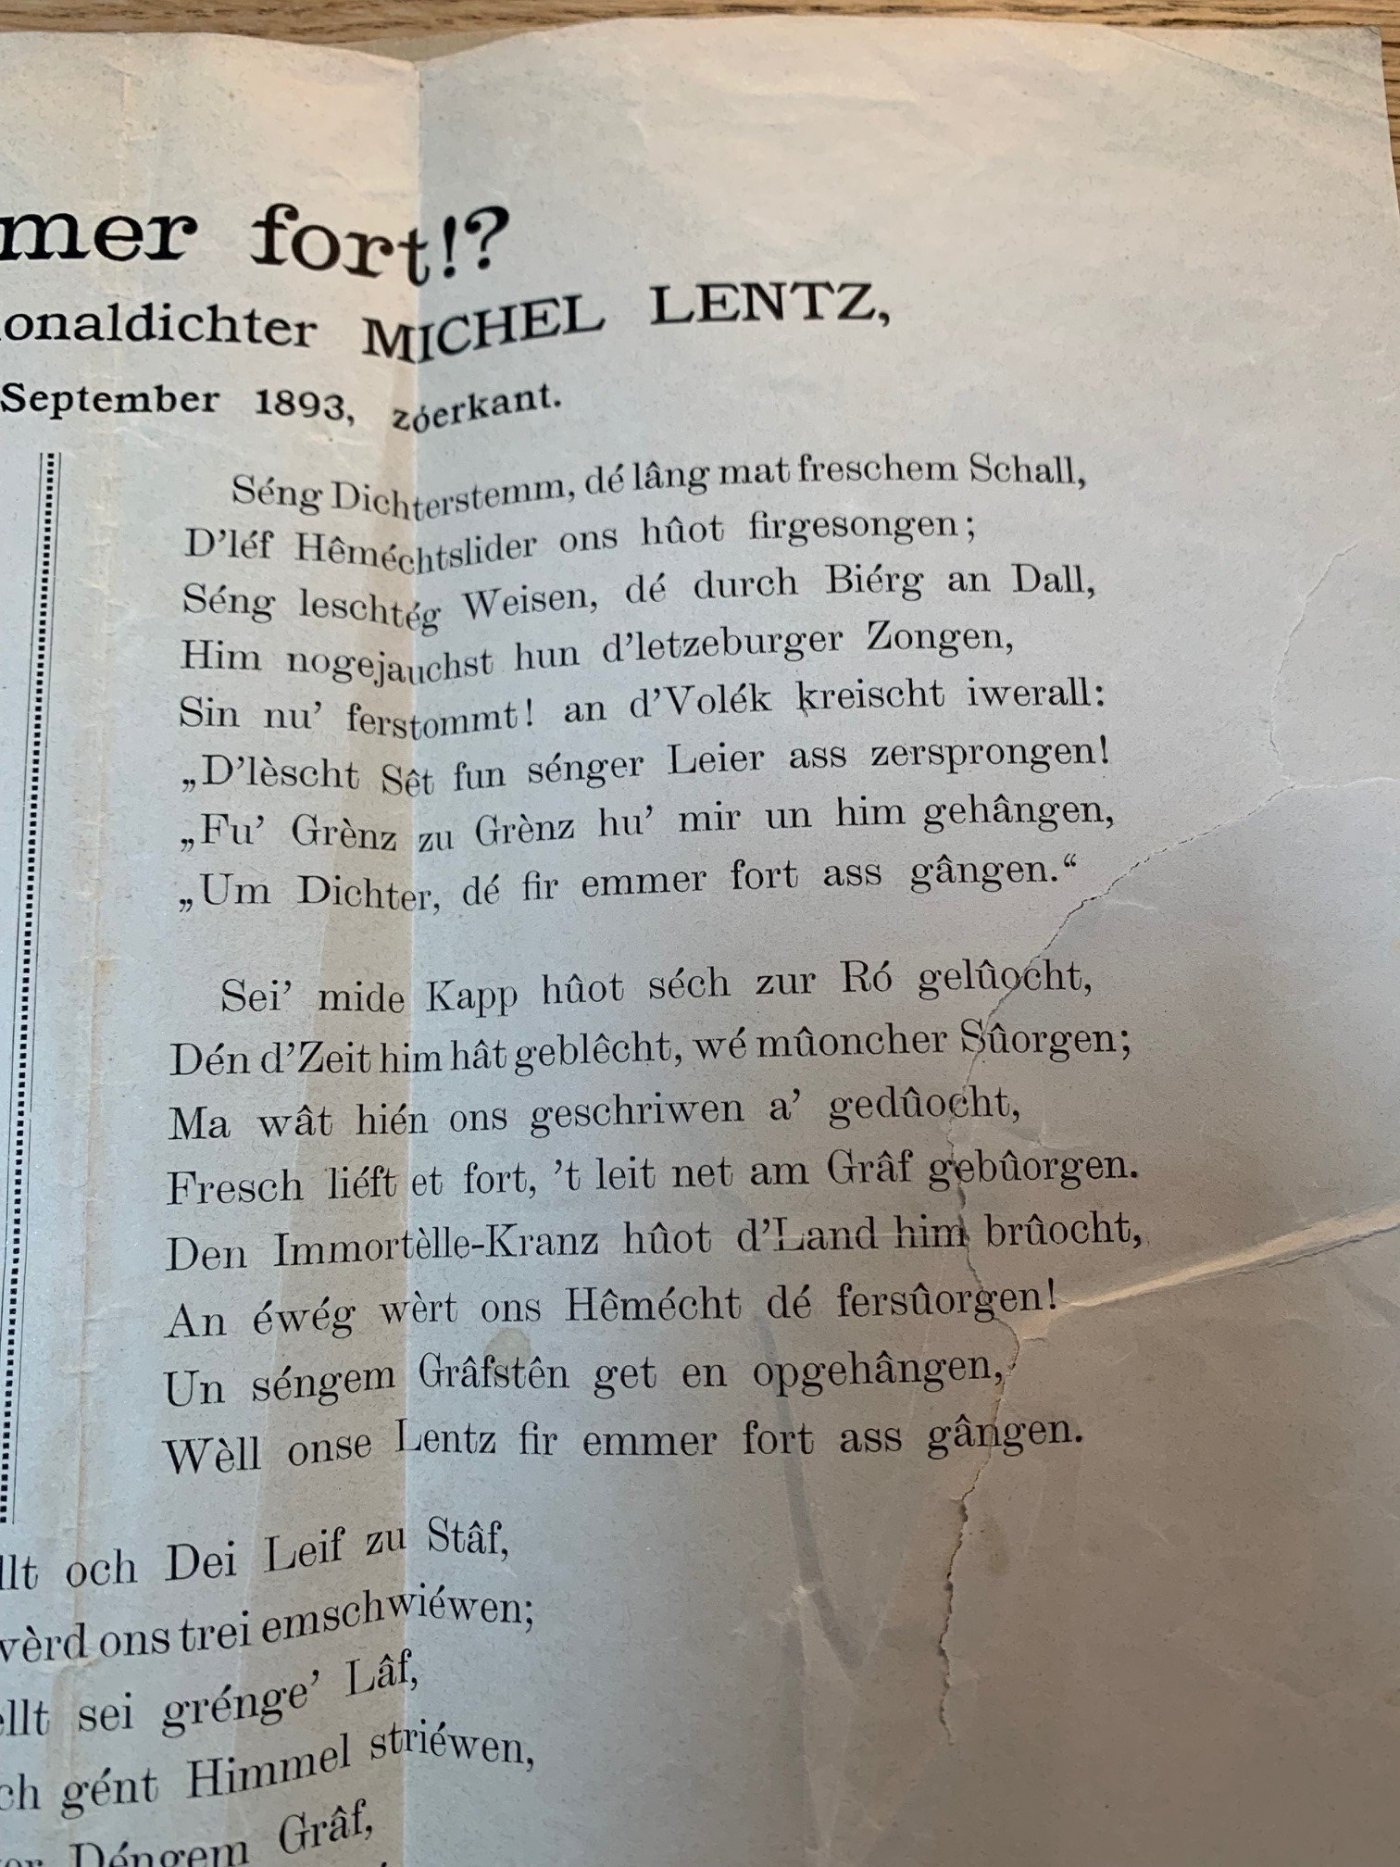 mer fort!?
onaldichter MICHEL LENTZ,
September 1893, zóerkant.
Séng Dichterstemm, dé lâng mat freschem Schall,
D'léf Hêméchtslider ons hûot firgesongen;
Séng leschtég Weisen, dé durch Biérg an Dall,
Him nogejauchst hun d'letzeburger Zongen,
Sin nu' ferstommt! an d'Volék kreischt iwerall:
„D'lèscht Sêt fun sénger Leier ass zersprongen!
„Fu' Grènz zu Grènz hu' mir un him gehângen,
„Um Dichter, dé fir emmer fort ass gângen.“
Sei' mide Kapp hûot séch zur Ró gelûocht,
Dén d'Zeit him hât geblêcht, wé mûoncher Sûorgen;
Ma wât hién ons geschriwen a' gedûocht,
Fresch liéft et fort, 't leit net am Grâf gebûorgen.
Den Immortèlle-Kranz hûot d'Land him brûocht,
An éwég wèrt ons Hêmécht dé fersûorgen!
Un séngem Grâfstên get en opgehângen,
Wèll onse Lentz fir emmer fort ass gângen.
llt och Dei Leif zu Stâf,
wèrd ons trei emschwiéwen;
ellt sei grénge' Lâf,
ch gént Himmel striéwen,
Déngem Grâf,